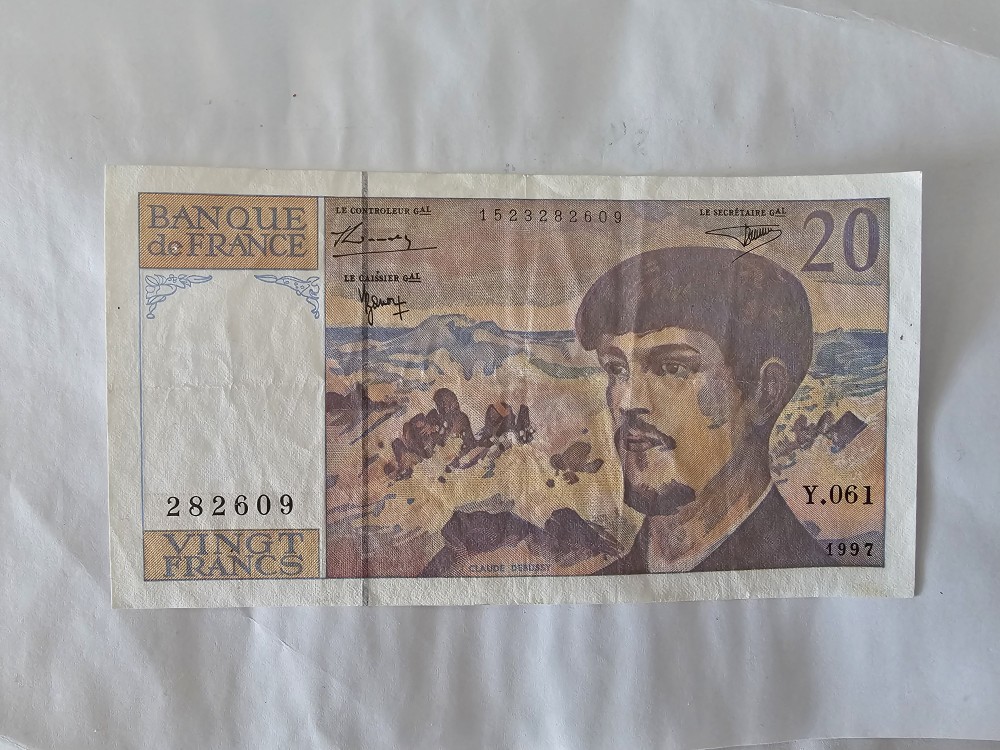 BANQUE
de FRANCE
LE CONTROLEUR GAL
1523282609
LE SECRÉTAIRE GAL
20
LE CAISSIER GAL
282609
Y.061
VINGT
FRANCS
1997
CLAUDE DEBUSSY